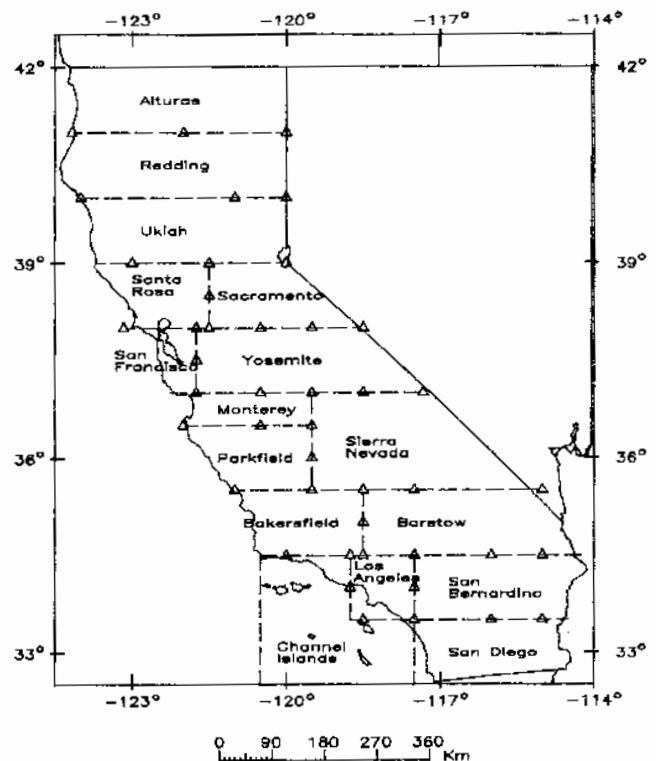 −123° −120° −117° −114°
42° 42°
Alturas
Redding
Ukiah
39° 39°
Santa
Rosa
Sacramento
San
Francisco
Yosemite
Monterey
Sierra
Nevada
36° 36°
Parkfield
Bakersfield Barstow
Los
Angeles
San
Bernardino
Channel
Islands
San Diego
33° 33°
−123° −120° −117° −114°
0 90 180 270 360
Km